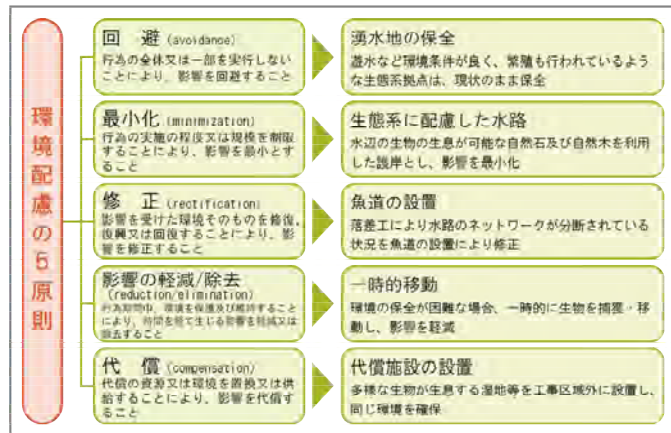 環境配慮の5原則
回 避 (avoidance)
行為の全体又は一部を実行しない
ことにより、影響を回避すること
湧水地の保全
湧水など環境条件が良く、繁殖も行われているよう
な生態系拠点は、現状のまま保全
最小化 (minimization)
行為の実施の程度又は規模を制限
することにより、影響を最小とす
ること
生態系に配慮した水路
水辺の生物の生息が可能な自然石及び自然木を利用
した護岸とし、影響を最小化
修 正 (rectification)
影響を受けた環境そのものを修復、
復興又は回復することにより、影
響を修正すること
魚道の設置
落差工により水路のネットワークが分断されている
状況を魚道の設置により修正
影響の軽減/除去
(reduction/elimination)
行為期間中、環境を保護及び維持すること
により、時間を経て生じる影響を軽減又は
除去すること
一時的移動
環境の保全が困難な場合、一時的に生物を捕獲・移
動し、影響を軽減
代 償 (compensation)
代償の資源又は環境を置換又は供
給することにより、影響を代償す
ること
代償施設の設置
多様な生物が生息する湿地等を工事区域外に設置し、
同じ環境を確保